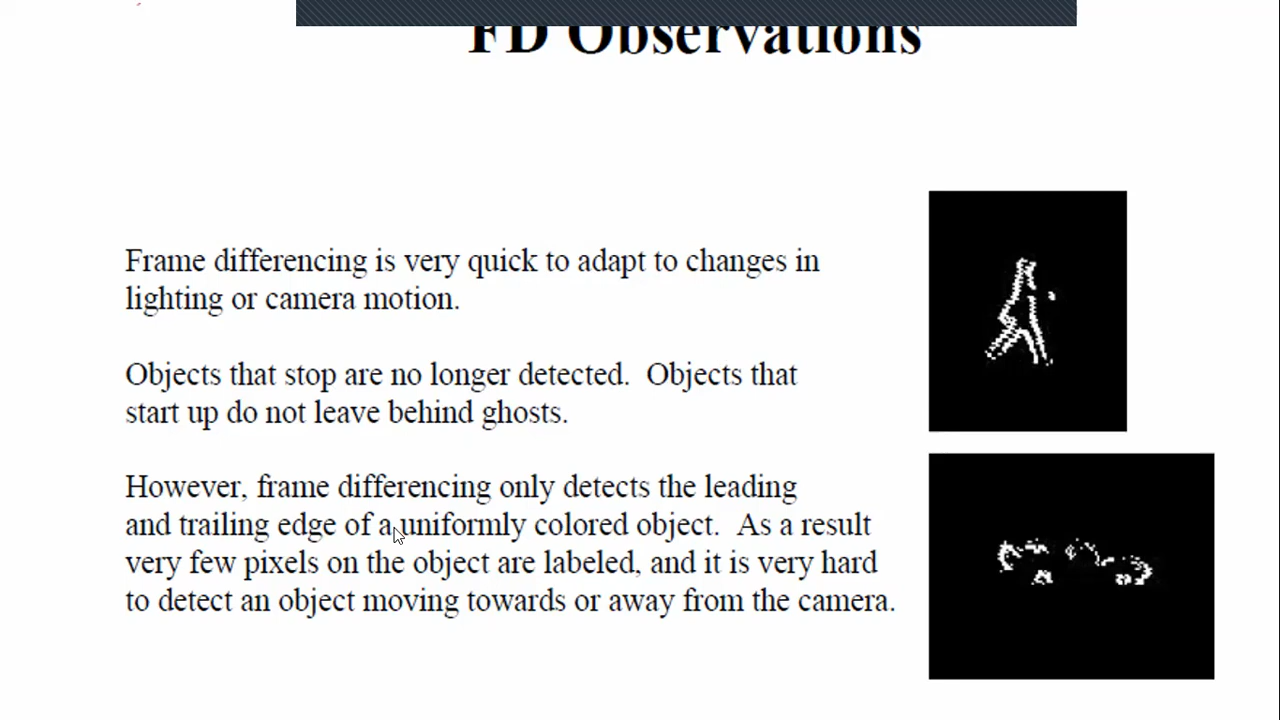 FD Observations
Frame differencing is very quick to adapt to changes in
lighting or camera motion.
Objects that stop are no longer detected.  Objects that
start up do not leave behind ghosts.
However, frame differencing only detects the leading
and trailing edge of a uniformly colored object.  As a result
very few pixels on the object are labeled, and it is very hard
to detect an object moving towards or away from the camera.